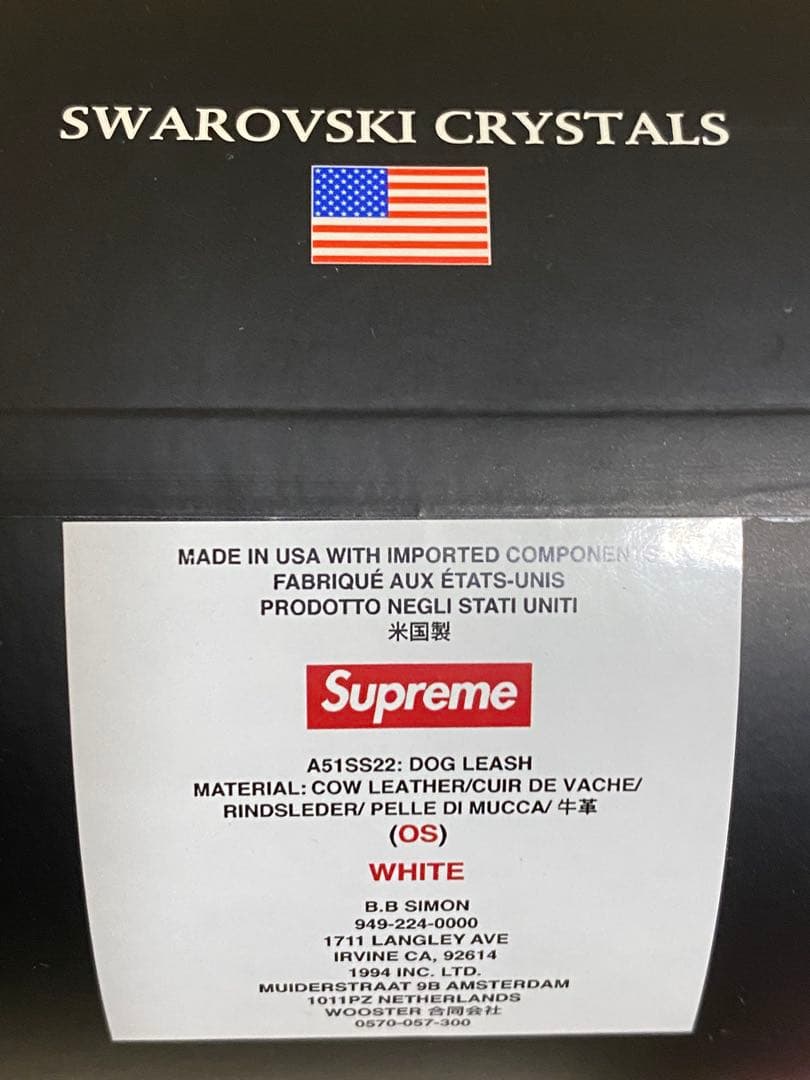 SWAROVSKI CRYSTALS
MADE IN USA WITH IMPORTED COMPONENTS
FABRIQUÉ AUX ÉTATS-UNIS
PRODOTTO NEGLI STATI UNITI
米国製
Supreme
A51SS22: DOG LEASH
MATERIAL: COW LEATHER/CUIR DE VACHE/
RINDSLEDER/ PELLE DI MUCCA/ 牛革
(OS)
WHITE
B.B SIMON
949-224-0000
1711 LANGLEY AVE
IRVINE CA, 92614
1994 INC. LTD.
MUIDERSTRAAT 9B AMSTERDAM
1011PZ NETHERLANDS
WOOSTER 合同会社
0570-057-300